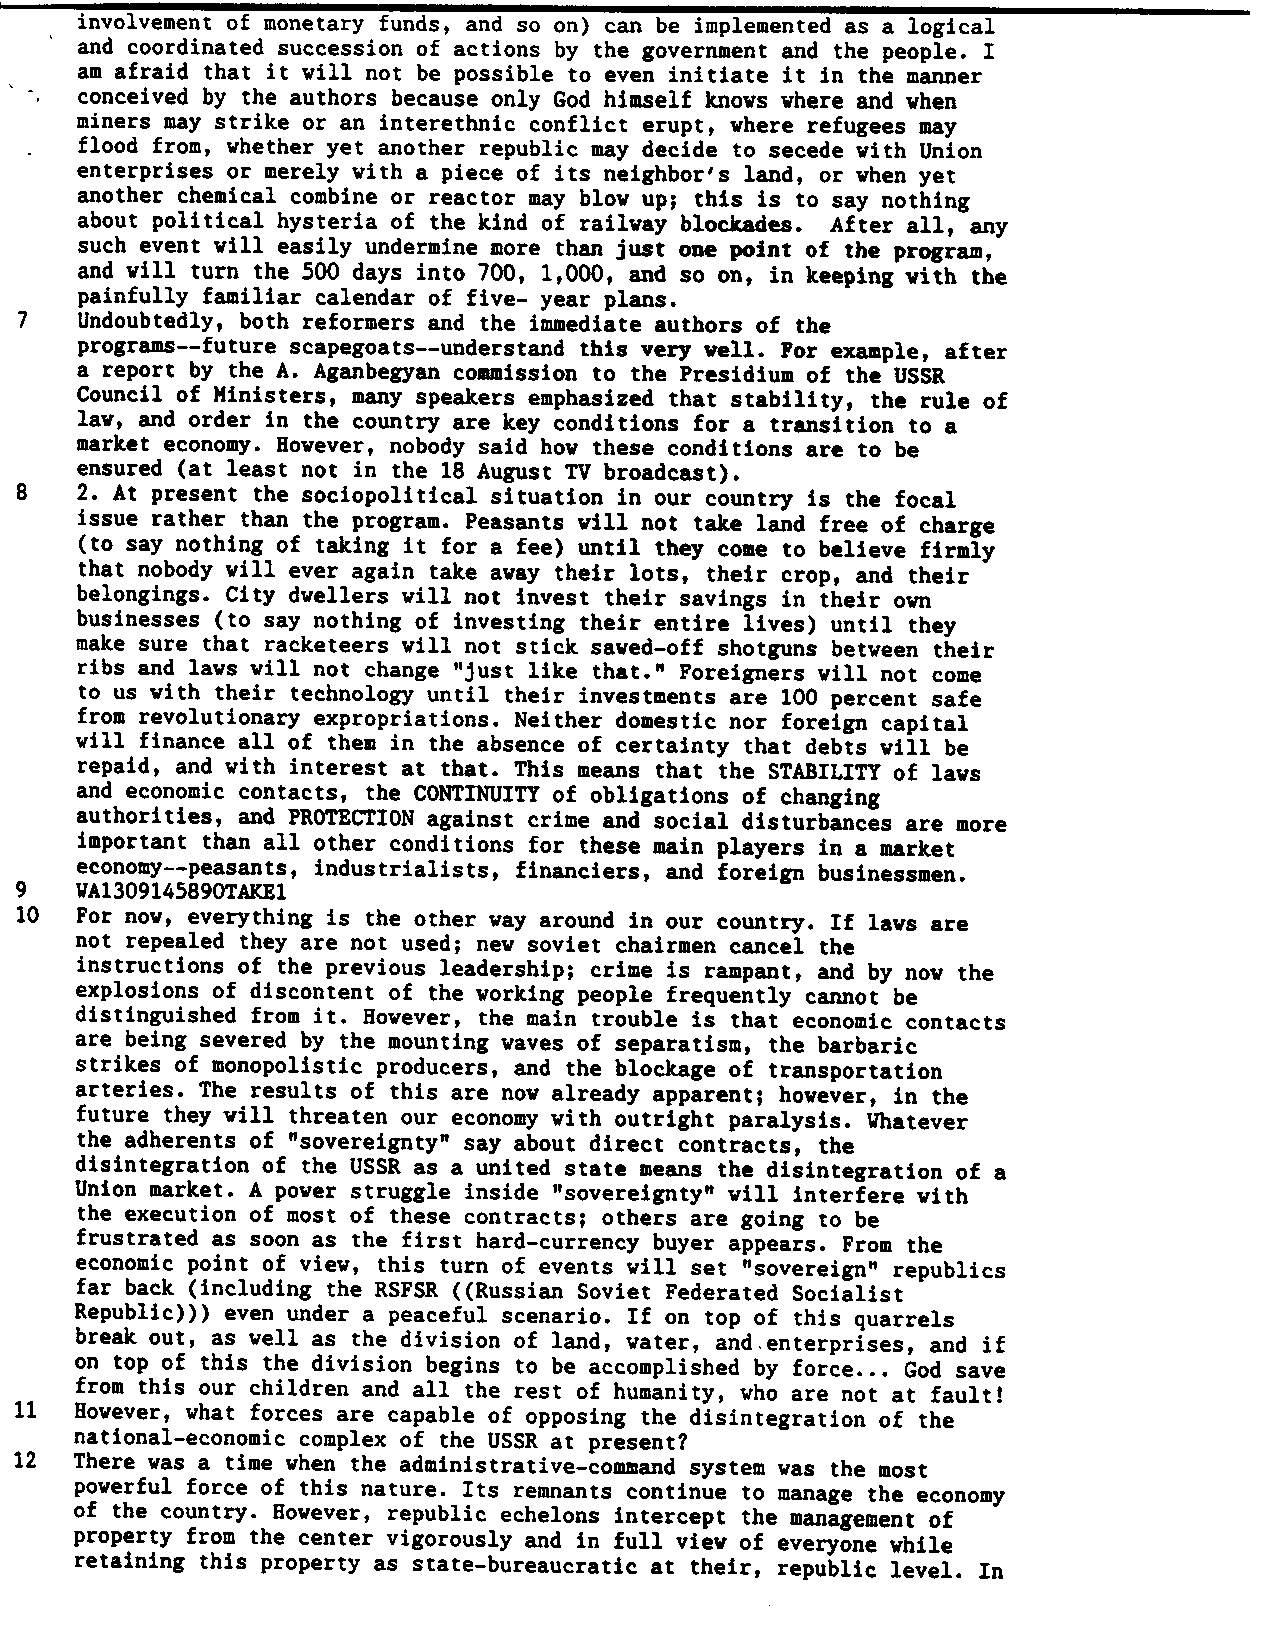 involvement of monetary funds, and so on) can be implemented as a logical
and coordinated succession of actions by the government and the people. I
am afraid that it will not be possible to even initiate it in the manner
conceived by the authors because only God himself knows where and when
miners may strike or an interethnic conflict erupt, where refugees may
flood from, whether yet another republic may decide to secede with Union
enterprises or merely with a piece of its neighbor's land, or when yet
another chemical combine or reactor may blow up; this is to say nothing
about political hysteria of the kind of railway blockades. After all, any
such event will easily undermine more than just one point of the program,
and will turn the 500 days into 700, 1,000, and so on, in keeping with the
painfully familiar calendar of five- year plans.
7 Undoubtedly, both reformers and the immediate authors of the
programs--future scapegoats--understand this very well. For example, after
a report by the A. Aganbegyan commission to the Presidium of the USSR
Council of Ministers, many speakers emphasized that stability, the rule of
law, and order in the country are key conditions for a transition to a
market economy. However, nobody said how these conditions are to be
ensured (at least not in the 18 August TV broadcast).
8 2. At present the sociopolitical situation in our country is the focal
issue rather than the program. Peasants will not take land free of charge
(to say nothing of taking it for a fee) until they come to believe firmly
that nobody will ever again take away their lots, their crop, and their
belongings. City dwellers will not invest their savings in their own
businesses (to say nothing of investing their entire lives) until they
make sure that racketeers will not stick sawed-off shotguns between their
ribs and laws will not change "just like that." Foreigners will not come
to us with their technology until their investments are 100 percent safe
from revolutionary expropriations. Neither domestic nor foreign capital
will finance all of them in the absence of certainty that debts will be
repaid, and with interest at that. This means that the STABILITY of laws
and economic contacts, the CONTINUITY of obligations of changing
authorities, and PROTECTION against crime and social disturbances are more
important than all other conditions for these main players in a market
economy--peasants, industrialists, financiers, and foreign businessmen.
9 WA1309145890TAKE1
10 For now, everything is the other way around in our country. If laws are
not repealed they are not used; new soviet chairmen cancel the
instructions of the previous leadership; crime is rampant, and by now the
explosions of discontent of the working people frequently cannot be
distinguished from it. However, the main trouble is that economic contacts
are being severed by the mounting waves of separatism, the barbaric
strikes of monopolistic producers, and the blockage of transportation
arteries. The results of this are now already apparent; however, in the
future they will threaten our economy with outright paralysis. Whatever
the adherents of "sovereignty" say about direct contracts, the
disintegration of the USSR as a united state means the disintegration of a
Union market. A power struggle inside "sovereignty" will interfere with
the execution of most of these contracts; others are going to be
frustrated as soon as the first hard-currency buyer appears. From the
economic point of view, this turn of events will set "sovereign" republics
far back (including the RSFSR ((Russian Soviet Federated Socialist
Republic))) even under a peaceful scenario. If on top of this quarrels
break out, as well as the division of land, water, and enterprises, and if
on top of this the division begins to be accomplished by force... God save
from this our children and all the rest of humanity, who are not at fault!
11 However, what forces are capable of opposing the disintegration of the
national-economic complex of the USSR at present?
12 There was a time when the administrative-command system was the most
powerful force of this nature. Its remnants continue to manage the economy
of the country. However, republic echelons intercept the management of
property from the center vigorously and in full view of everyone while
retaining this property as state-bureaucratic at their, republic level. In